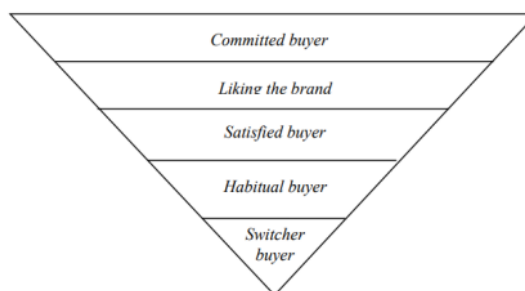 Committed buyer
Liking the brand
Satisfied buyer
Habitual buyer
Switcher
buyer